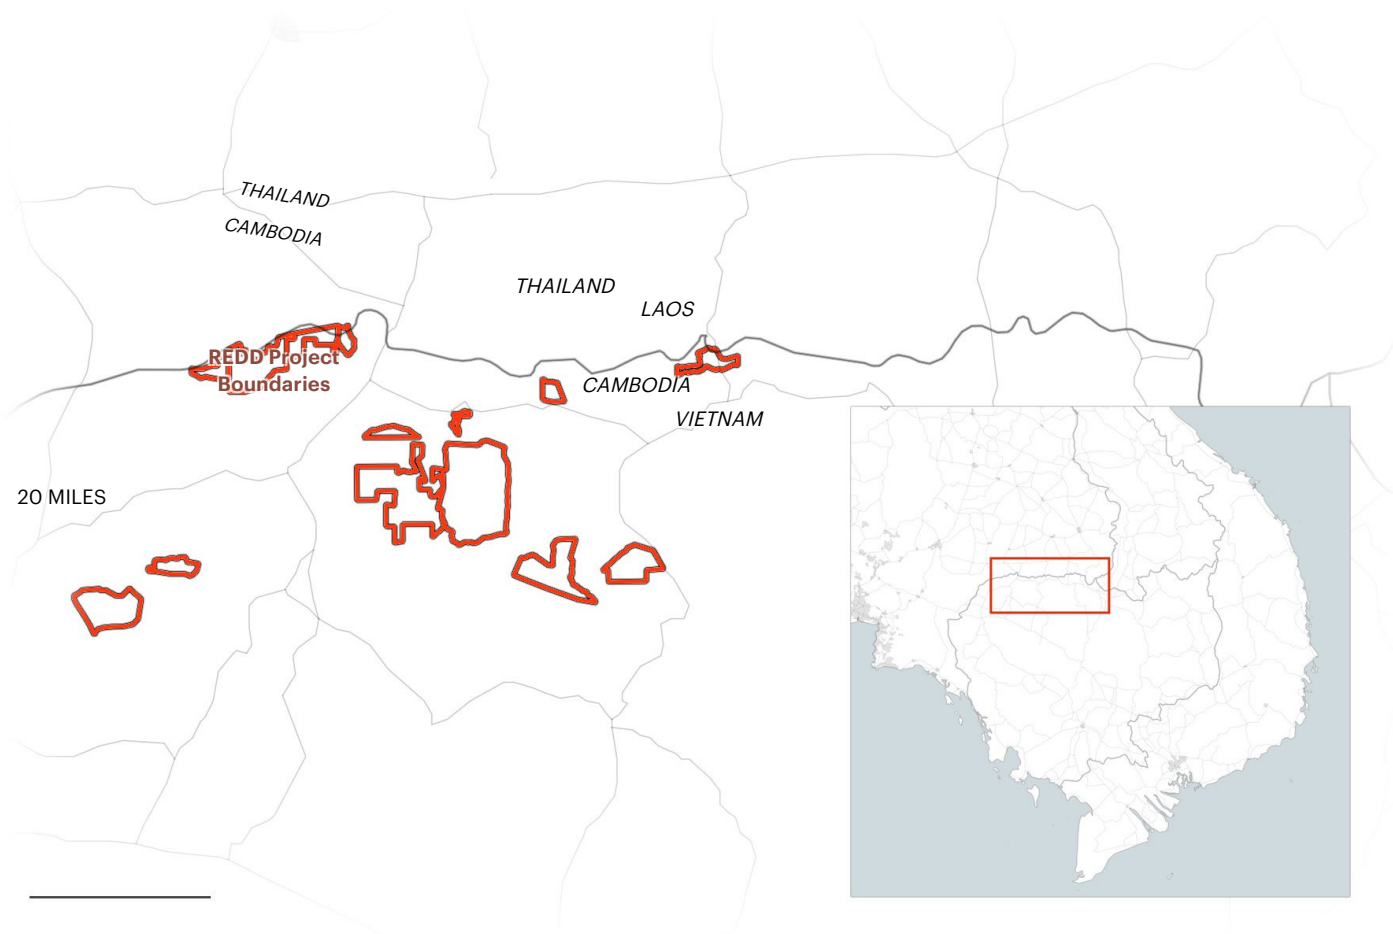 THAILAND
CAMBODIA
THAILAND
LAOS
REDD Project
Boundaries
CAMBODIA
VIETNAM
20 MILES